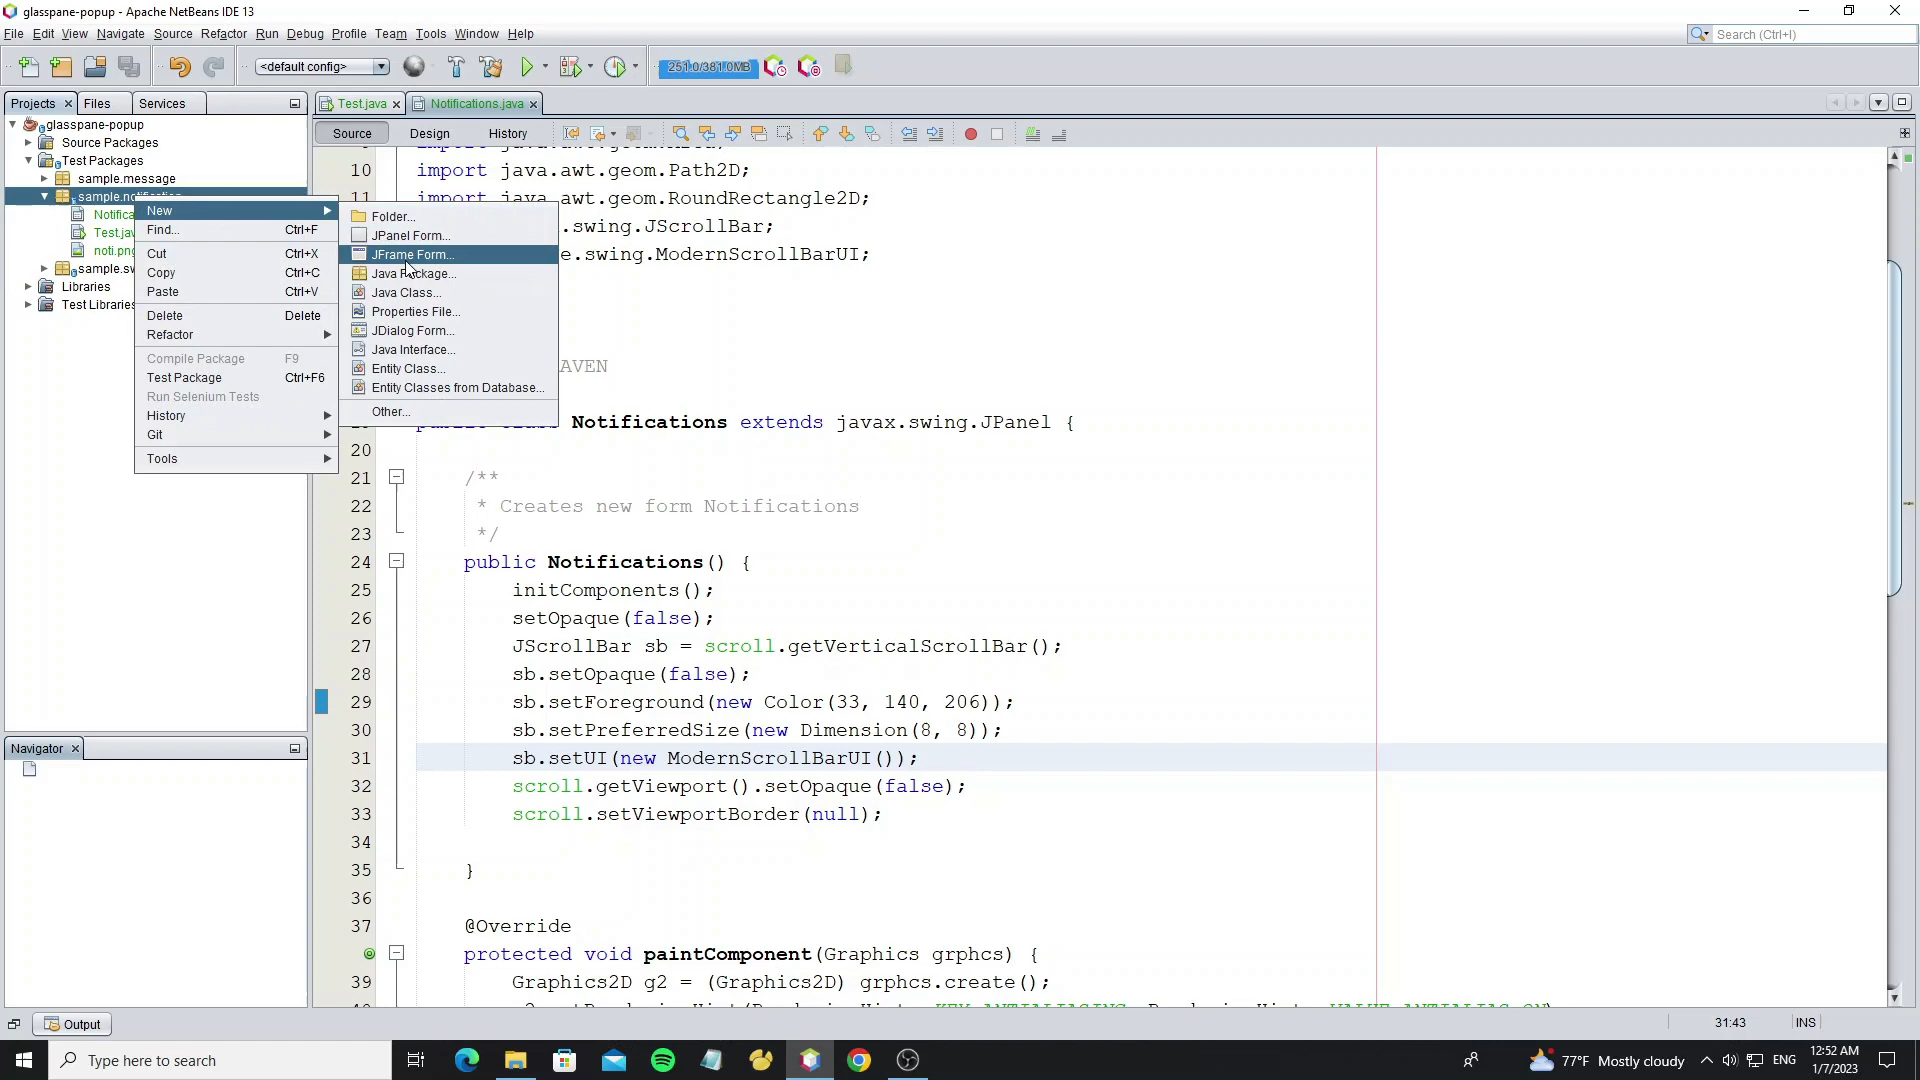 glasspane-popup - Apache NetBeans IDE 13
File Edit View Navigate Source Refactor Run Debug Profile Team Tools Window Help
Search (Ctrl+I)
<default config>
251.0/381.0MB
Projects Files Services
Test.java Notifications.java
Source Design History
glasspane-popup
Source Packages
Test Packages
sample.message
sample.notification
Notifica
Test.jav
noti.png
sample.sw
Libraries
Test Libraries
New
Find... Ctrl+F
Cut Ctrl+X
Copy Ctrl+C
Paste Ctrl+V
Delete Delete
Refactor
Compile Package F9
Test Package Ctrl+F6
Run Selenium Tests
History
Git
Tools
Folder...
JPanel Form...
JFrame Form...
Java Package...
Java Class...
Properties File...
JDialog Form...
Java Interface...
Entity Class...
Entity Classes from Database...
Other...
10 import java.awt.geom.Path2D;
11 import java.awt.geom.RoundRectangle2D;
.swing.JScrollBar;
e.swing.ModernScrollBarUI;
AVEN
Notifications extends javax.swing.JPanel {
20
21 /**
22 * Creates new form Notifications
23 */
24 public Notifications() {
25 initComponents();
26 setOpaque(false);
27 JScrollBar sb = scroll.getVerticalScrollBar();
28 sb.setOpaque(false);
29 sb.setForeground(new Color(33, 140, 206));
30 sb.setPreferredSize(new Dimension(8, 8));
31 sb.setUI(new ModernScrollBarUI());
32 scroll.getViewport().setOpaque(false);
33 scroll.setViewportBorder(null);
34
35 }
36
37 @Override
protected void paintComponent(Graphics grphcs) {
39 Graphics2D g2 = (Graphics2D) grphcs.create();
Navigator
Output
31:43 INS
Type here to search
77°F Mostly cloudy
ENG
12:52 AM
1/7/2023